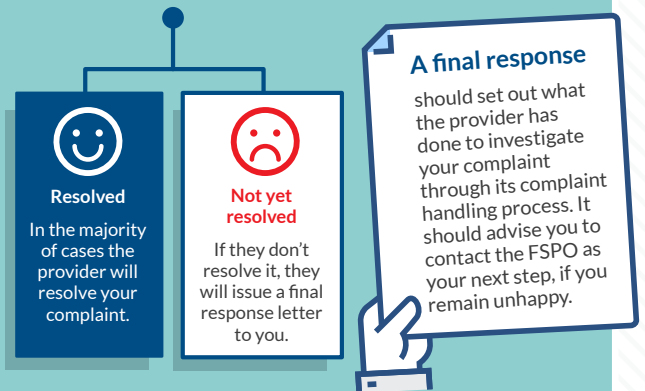 Resolved
In the majority
of cases the
provider will
resolve your
complaint.
Not yet
resolved
If they don’t
resolve it, they
will issue a final
response letter
to you.
A final response
should set out what
the provider has
done to investigate
your complaint
through its complaint
handling process. It
should advise you to
contact the FSPO as
your next step, if you
remain unhappy.